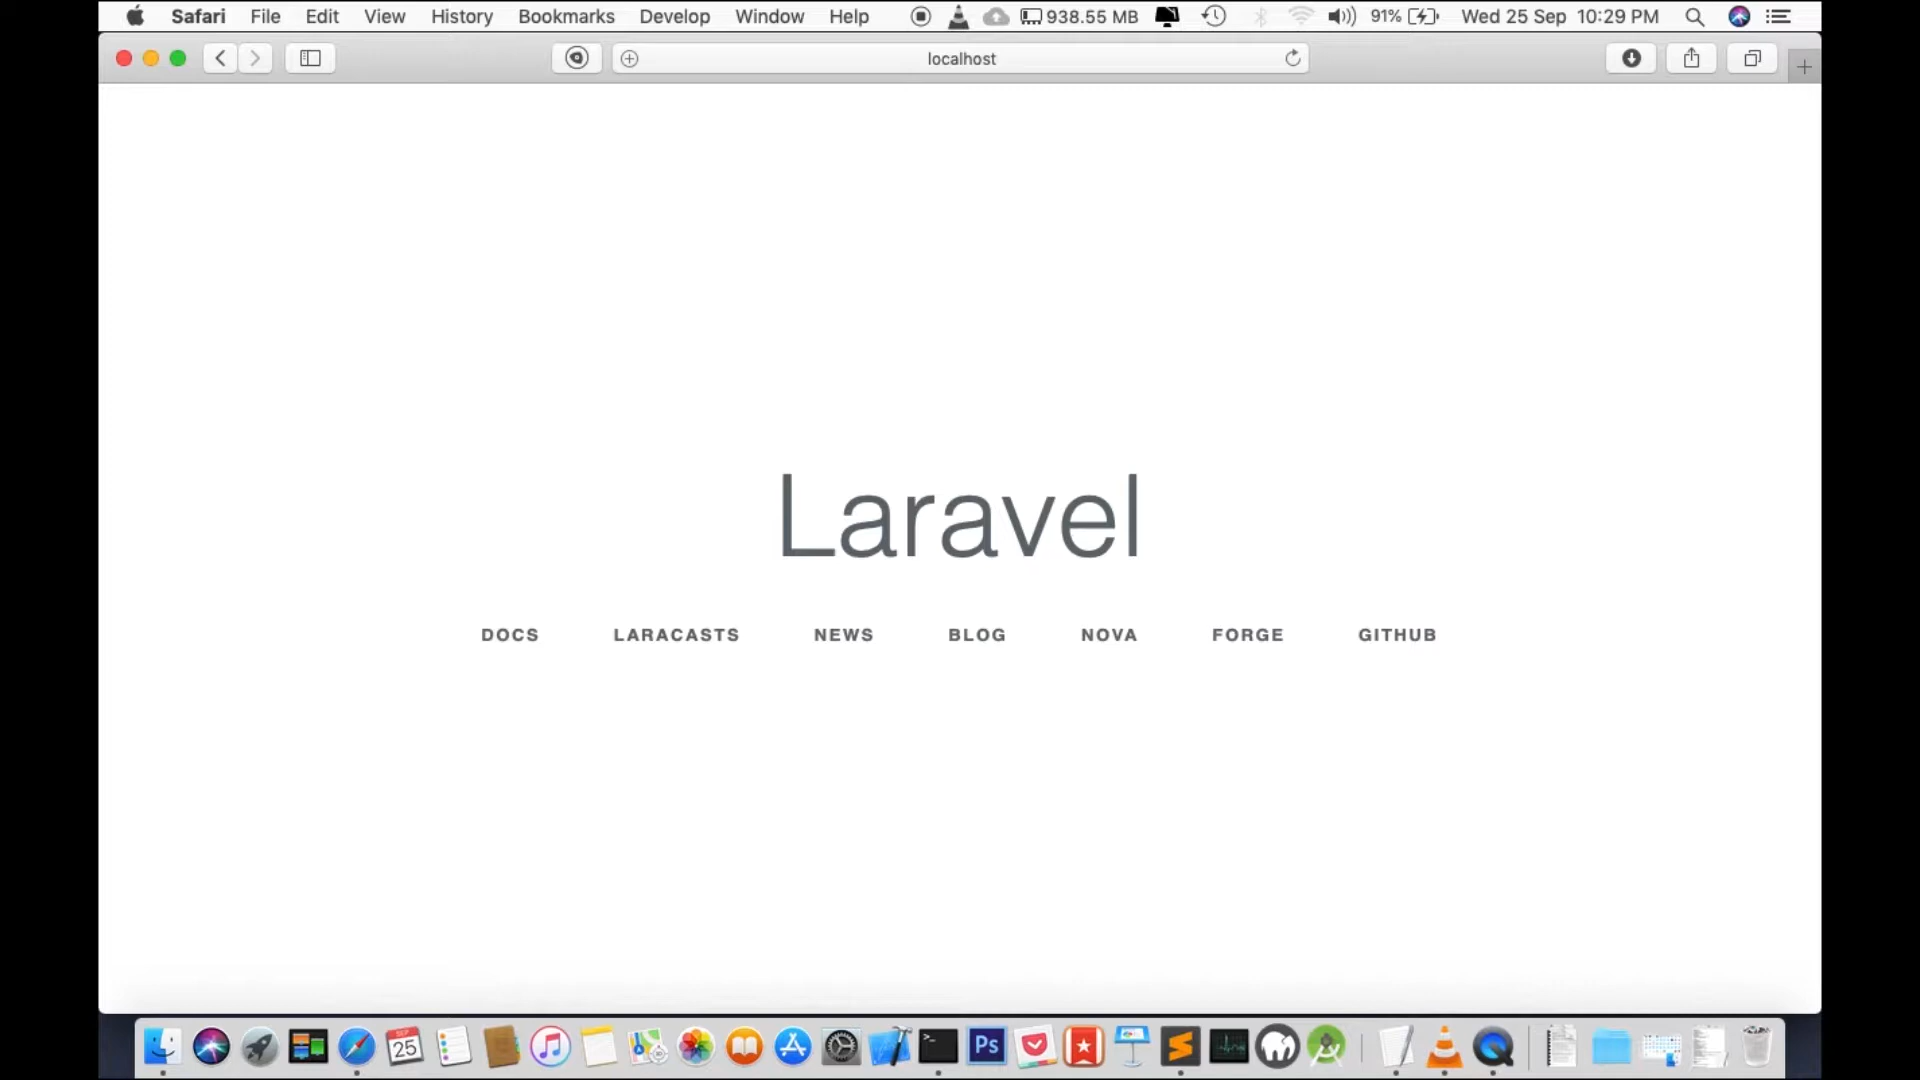 Safari File Edit View History Bookmarks Develop Window Help 938.55 MB 91% Wed 25 Sep 10:29 PM
localhost
Laravel
DOCS LARACASTS NEWS BLOG NOVA FORGE GITHUB
SEP
25
Ps